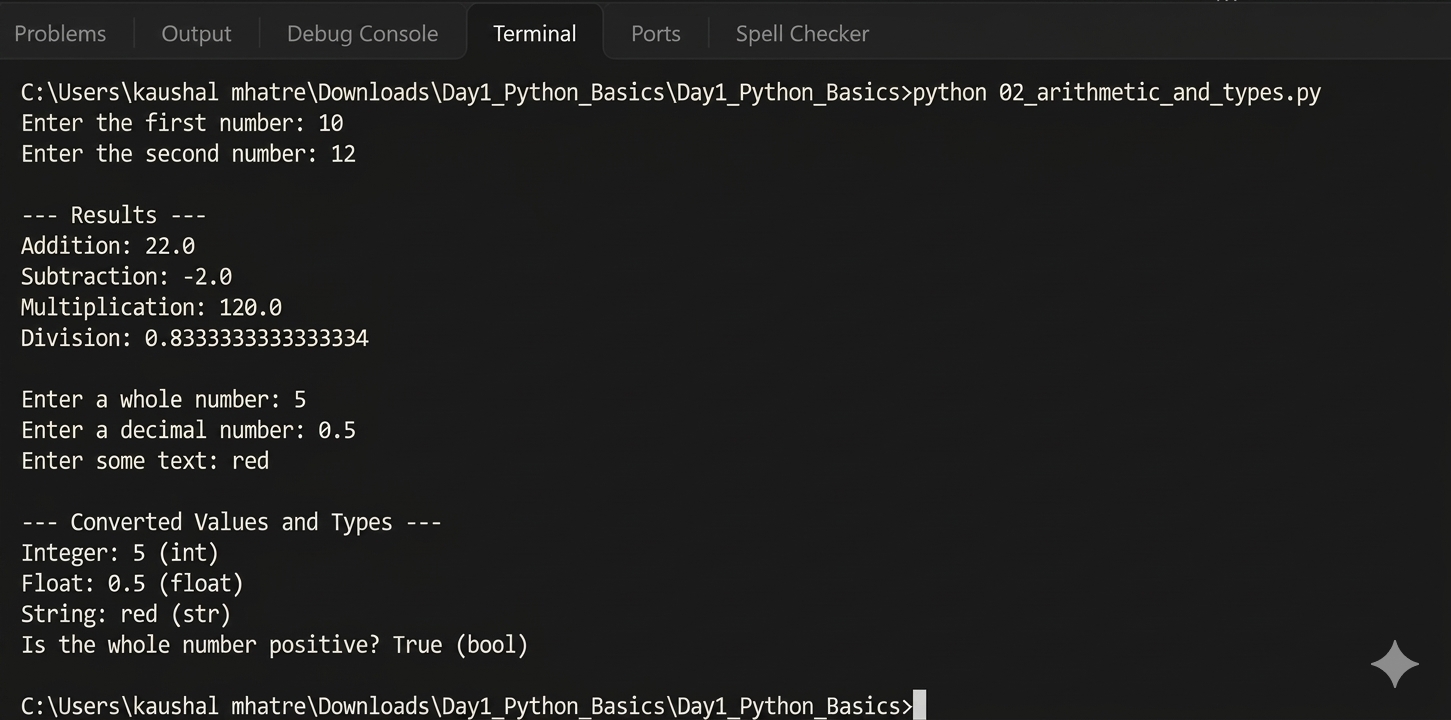 Problems Output Debug Console Terminal Ports Spell Checker
C:\Users\kaushal mhatre\Downloads\Day1_Python_Basics\Day1_Python_Basics>python 02_arithmetic_and_types.py
Enter the first number: 10
Enter the second number: 12
--- Results ---
Addition: 22.0
Subtraction: -2.0
Multiplication: 120.0
Division: 0.8333333333333334
Enter a whole number: 5
Enter a decimal number: 0.5
Enter some text: red
--- Converted Values and Types ---
Integer: 5 (int)
Float: 0.5 (float)
String: red (str)
Is the whole number positive? True (bool)
C:\Users\kaushal mhatre\Downloads\Day1_Python_Basics\Day1_Python_Basics>